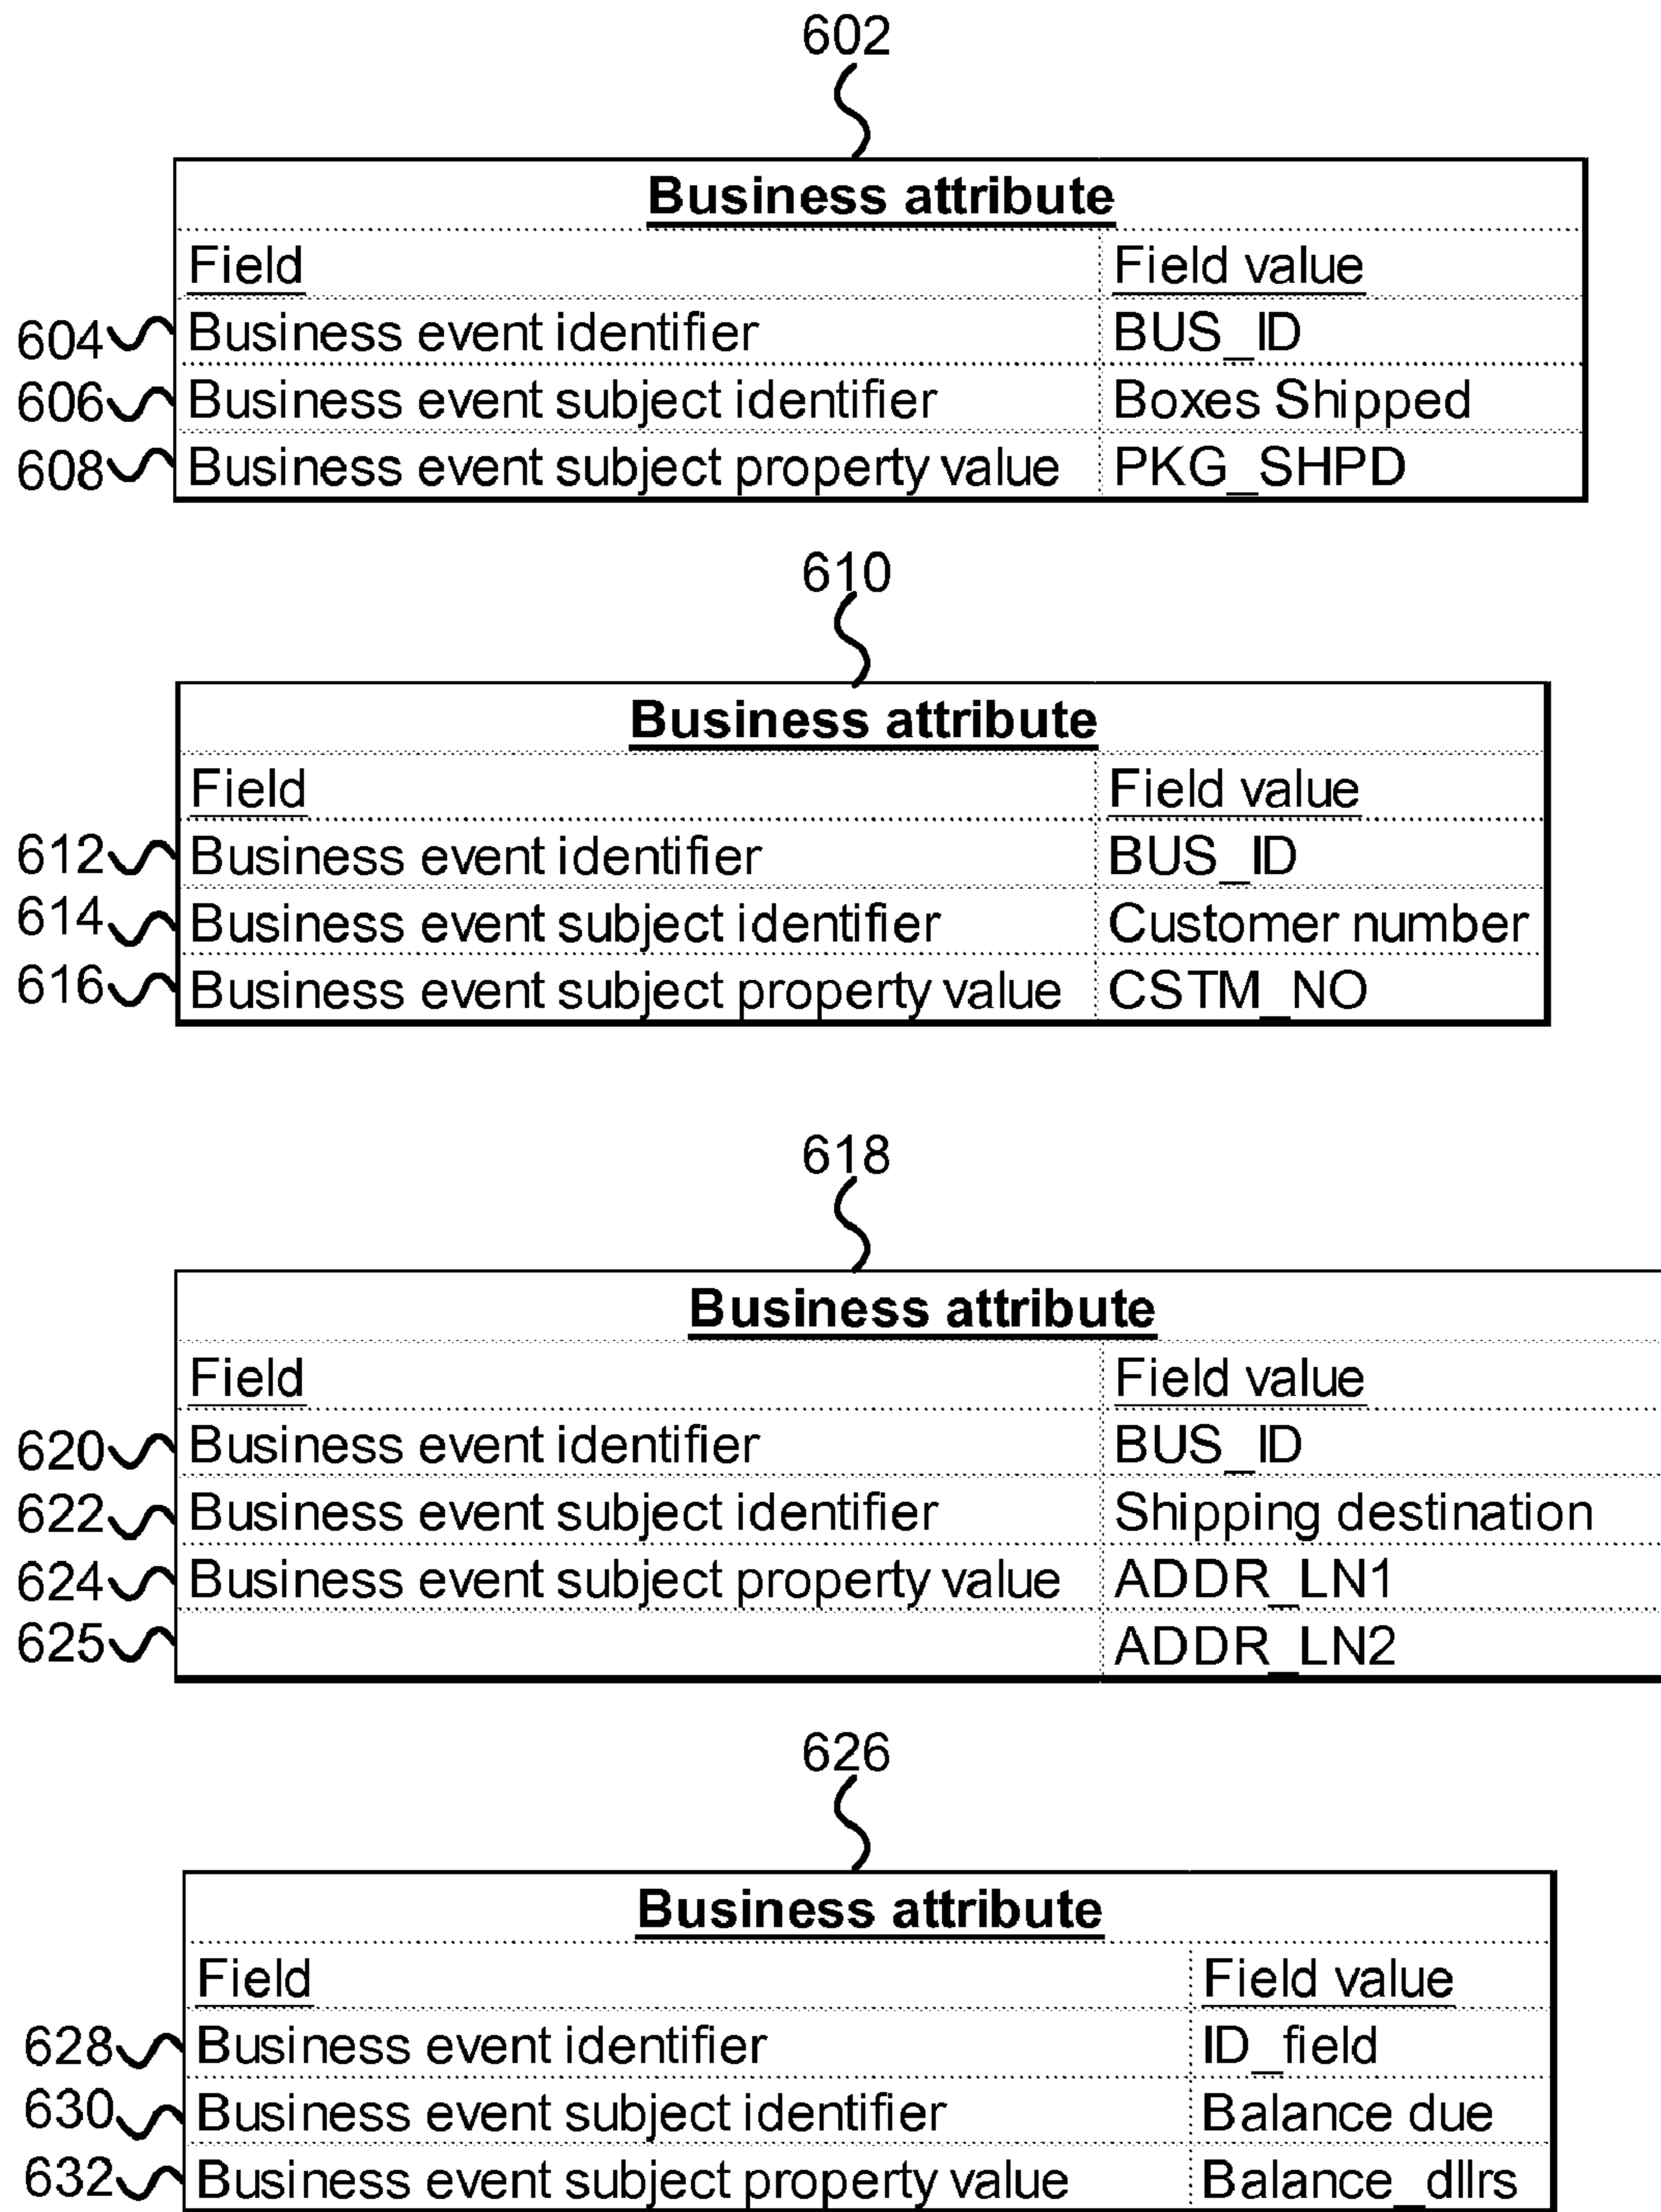 602
Business attribute
Field Field value
604 Business event identifier BUS_ID
606 Business event subject identifier Boxes Shipped
608 Business event subject property value PKG_SHPD
610
Business attribute
Field Field value
612 Business event identifier BUS_ID
614 Business event subject identifier Customer number
616 Business event subject property value CSTM_NO
618
Business attribute
Field Field value
620 Business event identifier BUS_ID
622 Business event subject identifier Shipping destination
624 Business event subject property value ADDR_LN1
625 ADDR_LN2
626
Business attribute
Field Field value
628 Business event identifier ID_field
630 Business event subject identifier Balance due
632 Business event subject property value Balance_dllrs